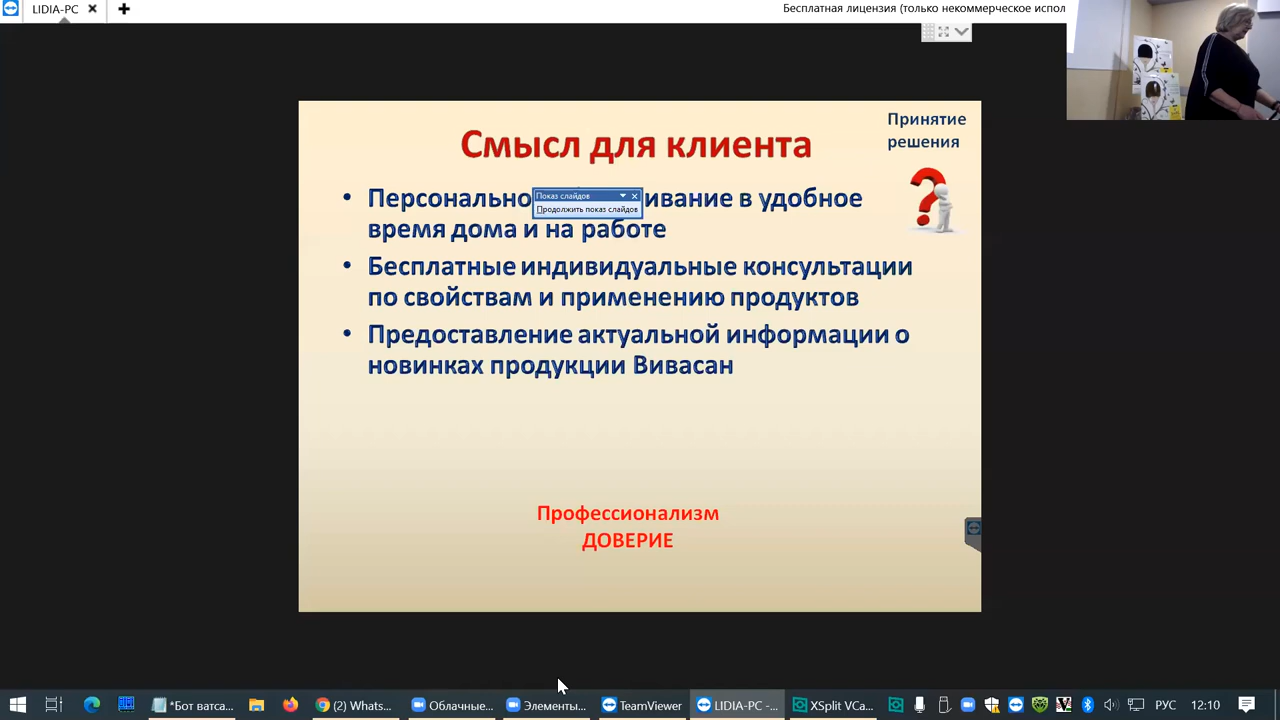 LIDIA-PC
Бесплатная лицензия (только некоммерческое испол
Принятие
решения
Смысл для клиента
• Персонально ивание в удобное
время дома и на работе
Показ слайдов
Продолжить показ слайдов
• Бесплатные индивидуальные консультации
по свойствам и применению продуктов
• Предоставление актуальной информации о
новинках продукции Вивасан
Профессионализм
ДОВЕРИЕ
*Бот ватса...
(2) Whats...
Облачные...
Элементы...
TeamViewer
LIDIA-PC -...
XSplit VCa...
РУС
12:10